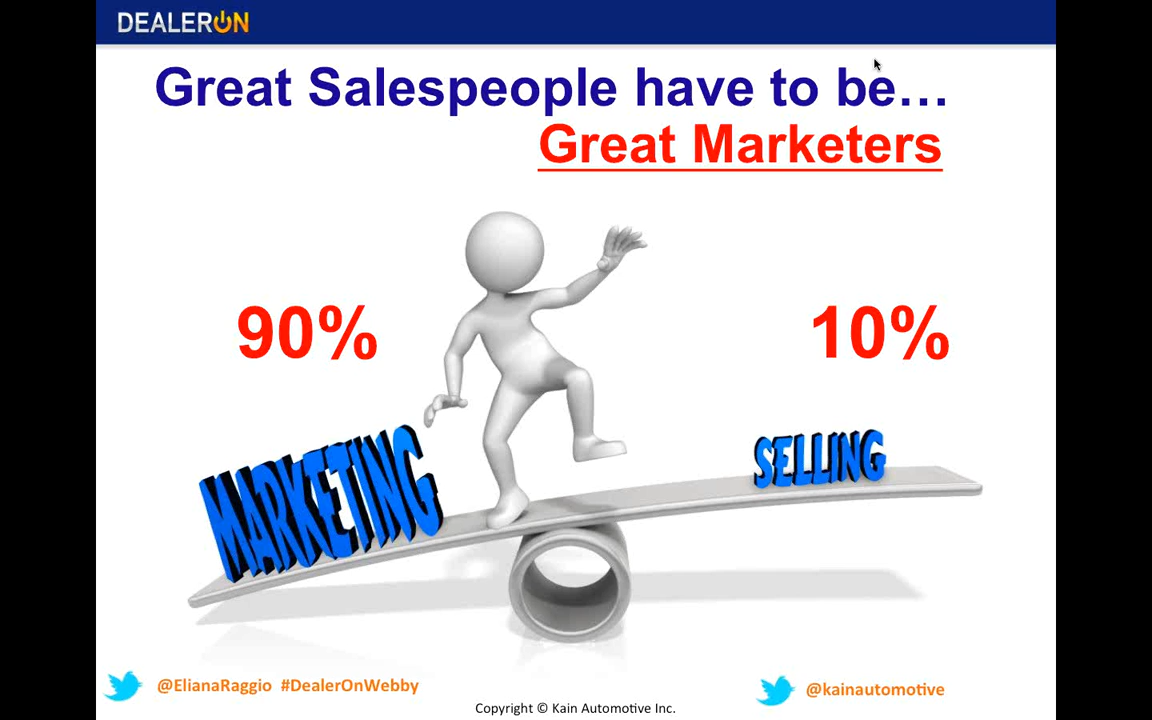 DEALERON
Great Salespeople have to be...
Great Marketers
90%
10%
MARKETING
SELLING
@ElianaRaggio #DealerOnWebby
@kainautomotive
Copyright © Kain Automotive Inc.